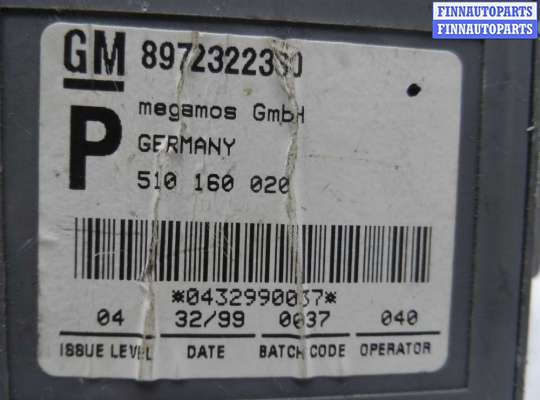 FINNAUTOPARTS
FINNAUTOPARTS
GM 8972322330
P
megamos GmbH
GERMANY
510 160 020
*0432990037*
04 32/99 0037 040
ISSUE LEVEL DATE BATCH CODE OPERATOR